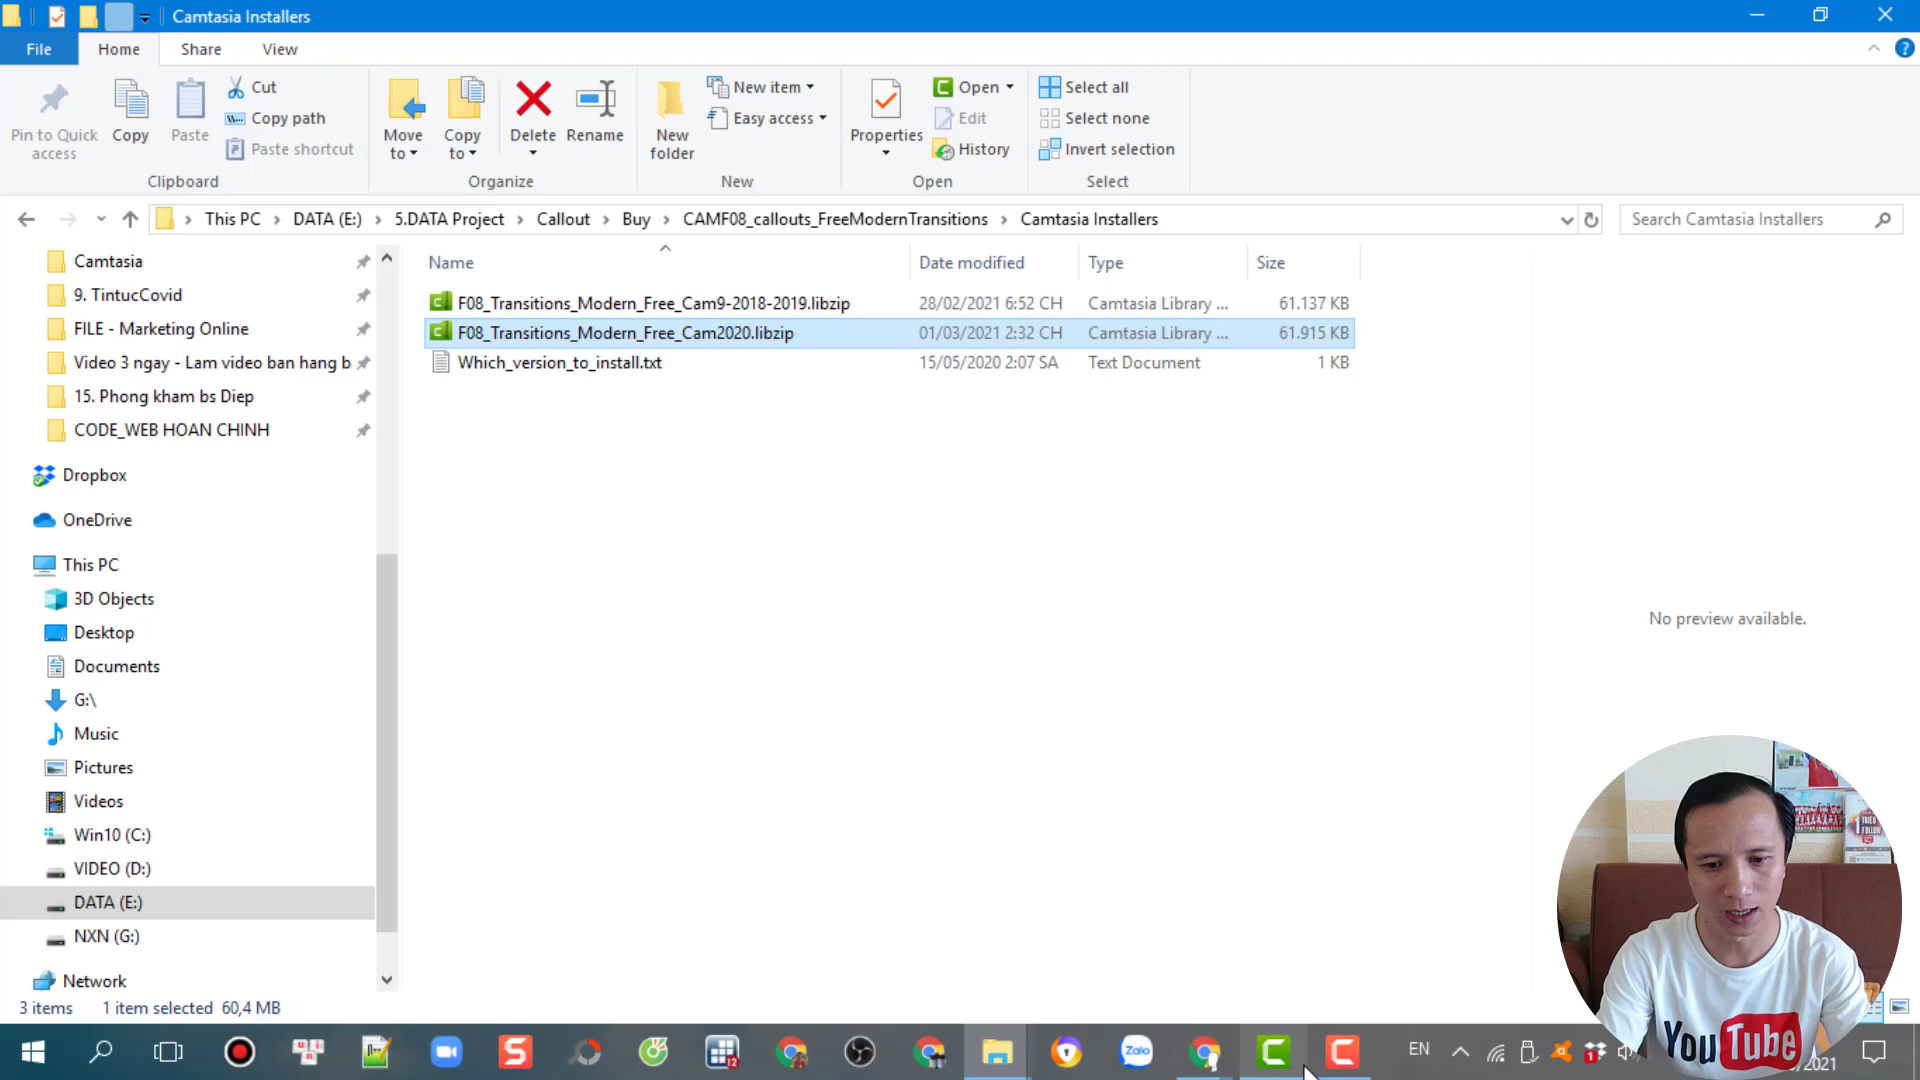 Camtasia Installers
File Home Share View
Pin to Quick access
Copy
Paste
Cut
Copy path
Paste shortcut
Clipboard
Move to
Copy to
Delete
Rename
Organize
New folder
New item
Easy access
New
Properties
Open
Edit
History
Open
Select all
Select none
Invert selection
Select
This PC > DATA (E:) > 5.DATA Project > Callout > Buy > CAMF08_callouts_FreeModernTransitions > Camtasia Installers
Search Camtasia Installers
Name Date modified Type Size
F08_Transitions_Modern_Free_Cam9-2018-2019.libzip 28/02/2021 6:52 CH Camtasia Library ... 61.137 KB
F08_Transitions_Modern_Free_Cam2020.libzip 01/03/2021 2:32 CH Camtasia Library ... 61.915 KB
Which_version_to_install.txt 15/05/2020 2:07 SA Text Document 1 KB
Camtasia
9. TintucCovid
FILE - Marketing Online
Video 3 ngay - Lam video ban hang b
15. Phong kham bs Diep
CODE_WEB HOAN CHINH
Dropbox
OneDrive
This PC
3D Objects
Desktop
Documents
G:\
Music
Pictures
Videos
Win10 (C:)
VIDEO (D:)
DATA (E:)
NXN (G:)
Network
No preview available.
3 items 1 item selected 60,4 MB
Zalo
12
EN
1
/2021
YouTube